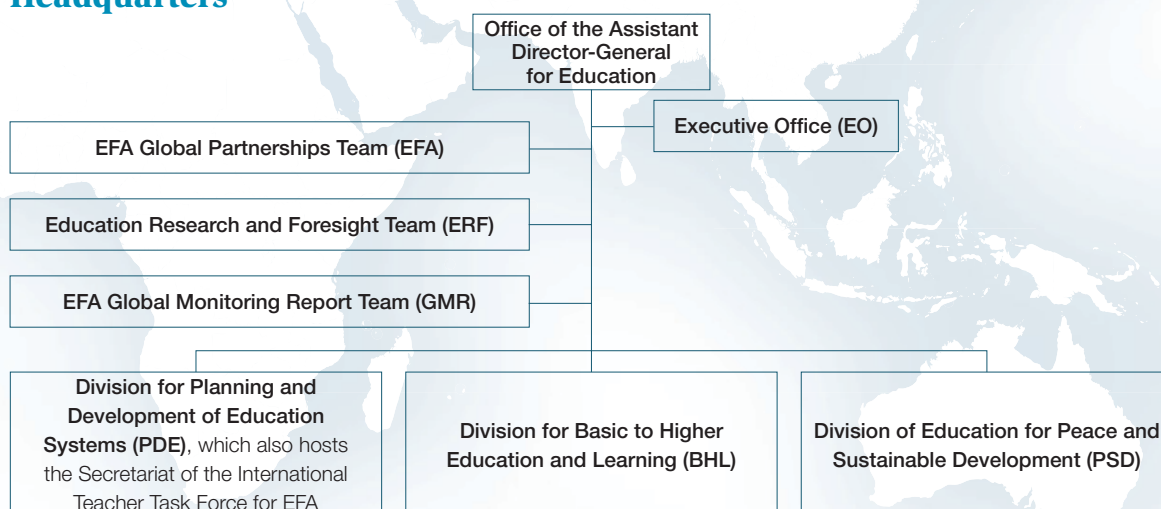 Headquarters
Office of the Assistant
Director-General
for Education
Executive Office (EO)
EFA Global Partnerships Team (EFA)
Education Research and Foresight Team (ERF)
EFA Global Monitoring Report Team (GMR)
Division for Planning and
Development of Education
Systems (PDE), which also hosts
the Secretariat of the International
Teacher Task Force for EFA
Division for Basic to Higher
Education and Learning (BHL)
Division of Education for Peace and
Sustainable Development (PSD)